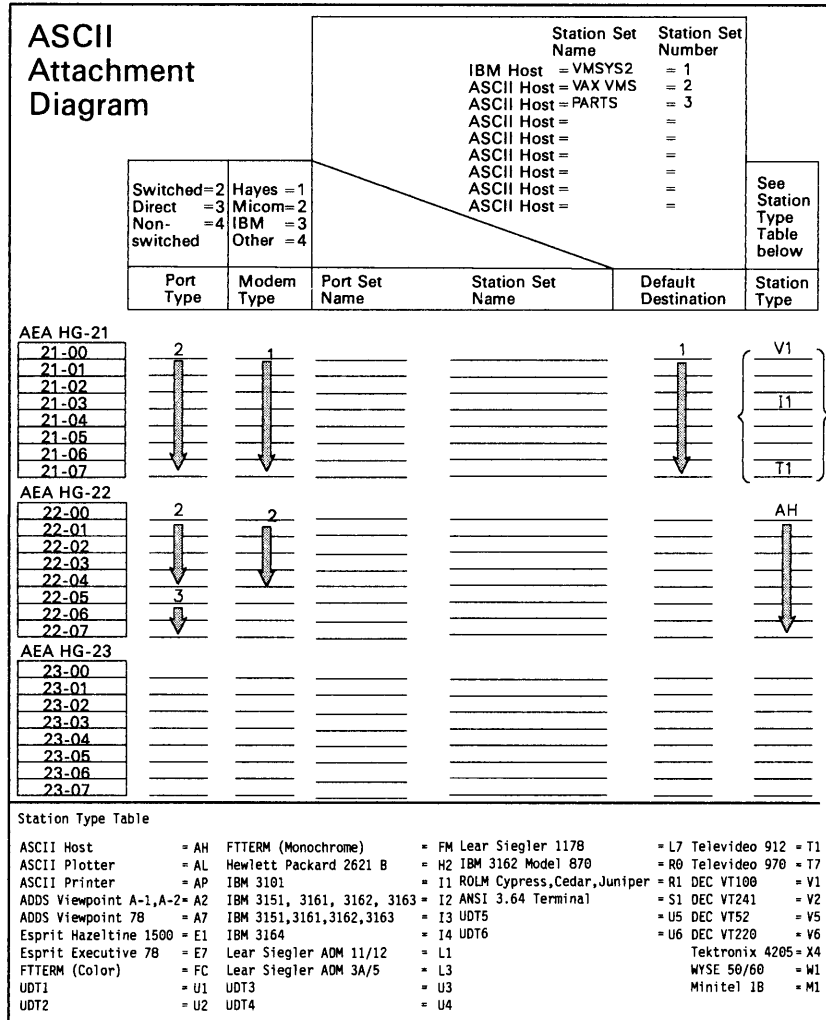 ASCII
Attachment
Diagram
Station Set Name Station Set Number
IBM Host = VMSYS2 = 1
ASCII Host = VAX VMS = 2
ASCII Host = PARTS = 3
ASCII Host = =
ASCII Host = =
ASCII Host = =
ASCII Host = =
ASCII Host = =
ASCII Host = =
Switched=2
Direct =3
Non- =4
switched
Hayes =1
Micom=2
IBM =3
Other =4
See
Station
Type
Table
below
Port Type Modem Type Port Set Name Station Set Name Default Destination Station Type
AEA HG-21
21-00 2 1 1 V1
21-01
21-02
21-03 I1
21-04
21-05
21-06
21-07 T1
AEA HG-22
22-00 2 2 AH
22-01
22-02
22-03
22-04
22-05 3
22-06
22-07
AEA HG-23
23-00
23-01
23-02
23-03
23-04
23-05
23-06
23-07
Station Type Table
ASCII Host = AH FTTERM (Monochrome) = FM Lear Siegler 1178 = L7 Televideo 912 = T1
ASCII Plotter = AL Hewlett Packard 2621 B = H2 IBM 3162 Model 870 = R0 Televideo 970 = T7
ASCII Printer = AP IBM 3101 = I1 ROLM Cypress,Cedar,Juniper = R1 DEC VT100 = V1
ADDS Viewpoint A-1,A-2= A2 IBM 3151, 3161, 3162, 3163 = I2 ANSI 3.64 Terminal = S1 DEC VT241 = V2
ADDS Viewpoint 78 = A7 IBM 3151,3161,3162,3163 = I3 UDT5 = U5 DEC VT52 = V5
Esprit Hazeltine 1500 = E1 IBM 3164 = I4 UDT6 = U6 DEC VT220 = V6
Esprit Executive 78 = E7 Lear Siegler ADM 11/12 = L1 Tektronix 4205= X4
FTTERM (Color) = FC Lear Siegler ADM 3A/5 = L3 WYSE 50/60 = W1
UDT1 = U1 UDT3 = U3 Minitel 1B = M1
UDT2 = U2 UDT4 = U4